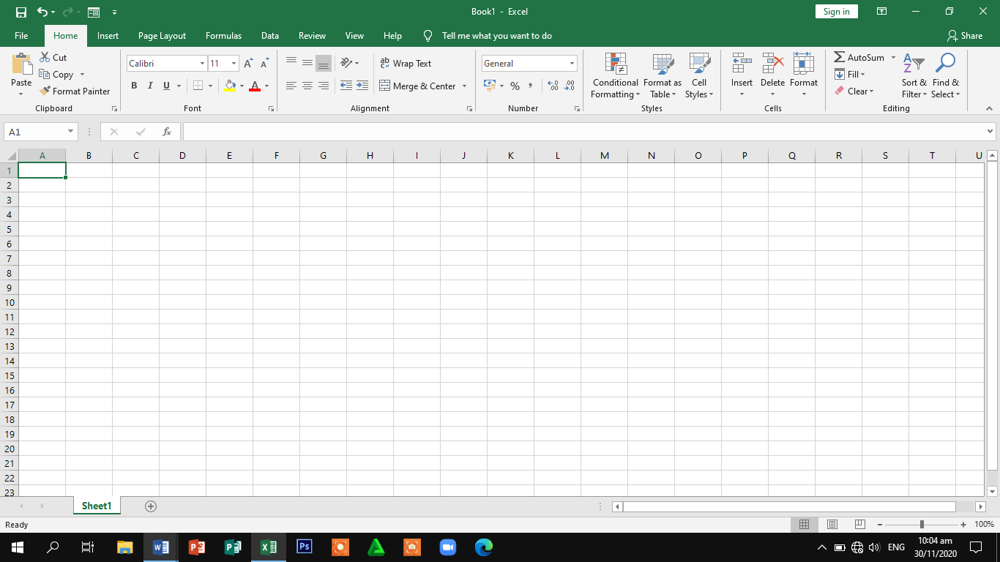 Book1 - Excel
Sign in
File Home Insert Page Layout Formulas Data Review View Help Tell me what you want to do Share
Paste
Cut
Copy
Format Painter
Clipboard
Calibri 11 A A
B I U A
Font
ab Wrap Text
Merge & Center
Alignment
General
% , .00 .00
Number
Conditional Formatting
Format as Table
Cell Styles
Styles
Insert Delete Format
Cells
AutoSum
Fill
Clear
Sort & Filter
Find & Select
Editing
A1 fx
A B C D E F G H I J K L M N O P Q R S T U
1
2
3
4
5
6
7
8
9
10
11
12
13
14
15
16
17
18
19
20
21
22
23
Sheet1
Ready 100%
ENG 10:04 am
30/11/2020